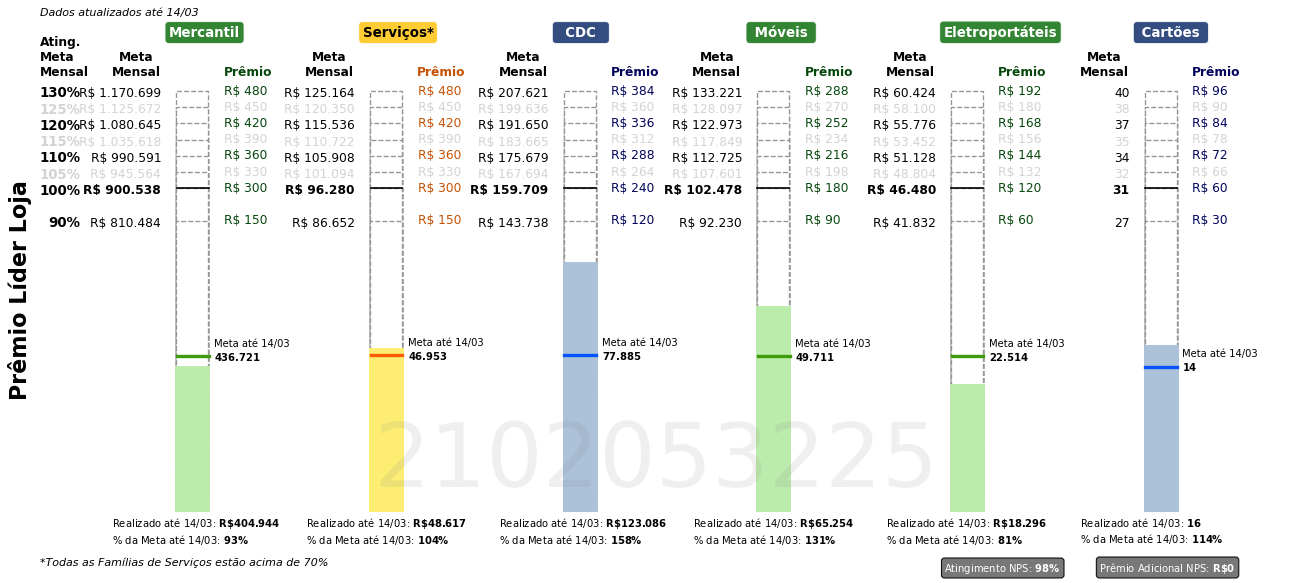 Dados atualizados até 14/03
Mercantil Serviços* CDC Móveis Eletroportáteis Cartões
Ating. Meta Mensal
Meta Mensal Prêmio Meta Mensal Prêmio Meta Mensal Prêmio Meta Mensal Prêmio Meta Mensal Prêmio Meta Mensal Prêmio
130% R$ 1.170.699 R$ 480 R$ 125.164 R$ 480 R$ 207.621 R$ 384 R$ 133.221 R$ 288 R$ 60.424 R$ 192 40 R$ 96
125% R$ 1.125.672 R$ 450 R$ 120.350 R$ 450 R$ 199.636 R$ 360 R$ 128.097 R$ 270 R$ 58.100 R$ 180 38 R$ 90
120% R$ 1.080.645 R$ 420 R$ 115.536 R$ 420 R$ 191.650 R$ 336 R$ 122.973 R$ 252 R$ 55.776 R$ 168 37 R$ 84
115% R$ 1.035.618 R$ 390 R$ 110.722 R$ 390 R$ 183.665 R$ 312 R$ 117.849 R$ 234 R$ 53.452 R$ 156 35 R$ 78
110% R$ 990.591 R$ 360 R$ 105.908 R$ 360 R$ 175.679 R$ 288 R$ 112.725 R$ 216 R$ 51.128 R$ 144 34 R$ 72
105% R$ 945.564 R$ 330 R$ 101.094 R$ 330 R$ 167.694 R$ 264 R$ 107.601 R$ 198 R$ 48.804 R$ 132 32 R$ 66
100% R$ 900.538 R$ 300 R$ 96.280 R$ 300 R$ 159.709 R$ 240 R$ 102.478 R$ 180 R$ 46.480 R$ 120 31 R$ 60
90% R$ 810.484 R$ 150 R$ 86.652 R$ 150 R$ 143.738 R$ 120 R$ 92.230 R$ 90 R$ 41.832 R$ 60 27 R$ 30
Prêmio Líder Loja
Meta até 14/03 Meta até 14/03 Meta até 14/03 Meta até 14/03 Meta até 14/03 Meta até 14/03
436.721 46.953 77.885 49.711 22.514 14
2102053225
Realizado até 14/03: R$404.944 Realizado até 14/03: R$48.617 Realizado até 14/03: R$123.086 Realizado até 14/03: R$65.254 Realizado até 14/03: R$18.296 Realizado até 14/03: 16
% da Meta até 14/03: 93% % da Meta até 14/03: 104% % da Meta até 14/03: 158% % da Meta até 14/03: 131% % da Meta até 14/03: 81% % da Meta até 14/03: 114%
*Todas as Famílias de Serviços estão acima de 70%
Atingimento NPS: 98% Prêmio Adicional NPS: R$0